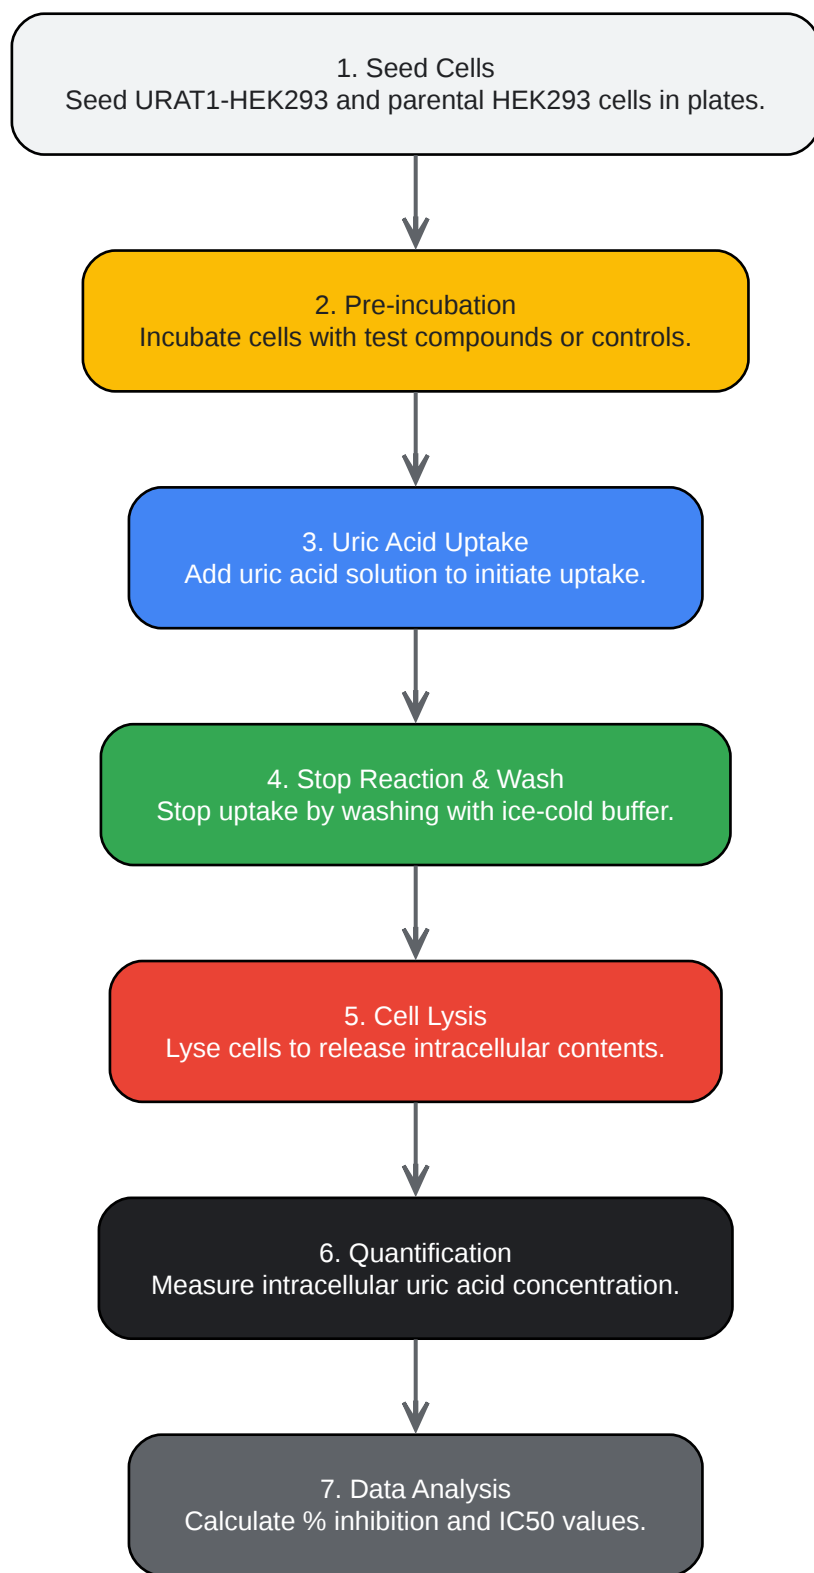 1. Seed Cells
Seed URAT1-HEK293 and parental HEK293 cells in plates.
2. Pre-incubation
Incubate cells with test compounds or controls.
3. Uric Acid Uptake
Add uric acid solution to initiate uptake.
4. Stop Reaction & Wash
Stop uptake by washing with ice-cold buffer.
5. Cell Lysis
Lyse cells to release intracellular contents.
6. Quantification
Measure intracellular uric acid concentration.
7. Data Analysis
Calculate % inhibition and IC50 values.